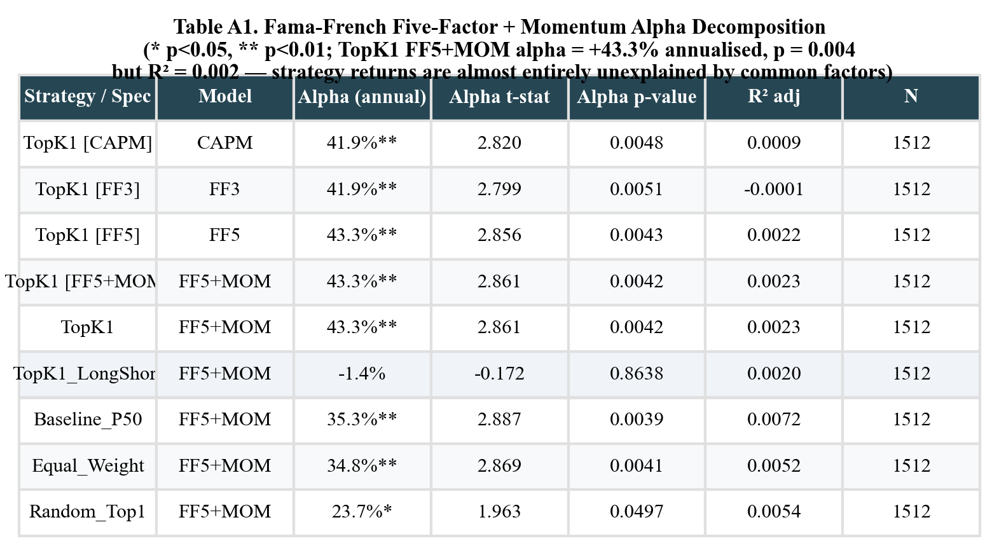 Table A1. Fama-French Five-Factor + Momentum Alpha Decomposition
(* p<0.05, ** p<0.01; TopK1 FF5+MOM alpha = +43.3% annualised, p = 0.004
but R² = 0.002 — strategy returns are almost entirely unexplained by common factors)
Strategy / Spec Model Alpha (annual) Alpha t-stat Alpha p-value R² adj N
TopK1 [CAPM] CAPM 41.9%** 2.820 0.0048 0.0009 1512
TopK1 [FF3] FF3 41.9%** 2.799 0.0051 -0.0001 1512
TopK1 [FF5] FF5 43.3%** 2.856 0.0043 0.0022 1512
TopK1 [FF5+MOM FF5+MOM 43.3%** 2.861 0.0042 0.0023 1512
TopK1 FF5+MOM 43.3%** 2.861 0.0042 0.0023 1512
TopK1_LongShor FF5+MOM -1.4% -0.172 0.8638 0.0020 1512
Baseline_P50 FF5+MOM 35.3%** 2.887 0.0039 0.0072 1512
Equal_Weight FF5+MOM 34.8%** 2.869 0.0041 0.0052 1512
Random_Top1 FF5+MOM 23.7%* 1.963 0.0497 0.0054 1512